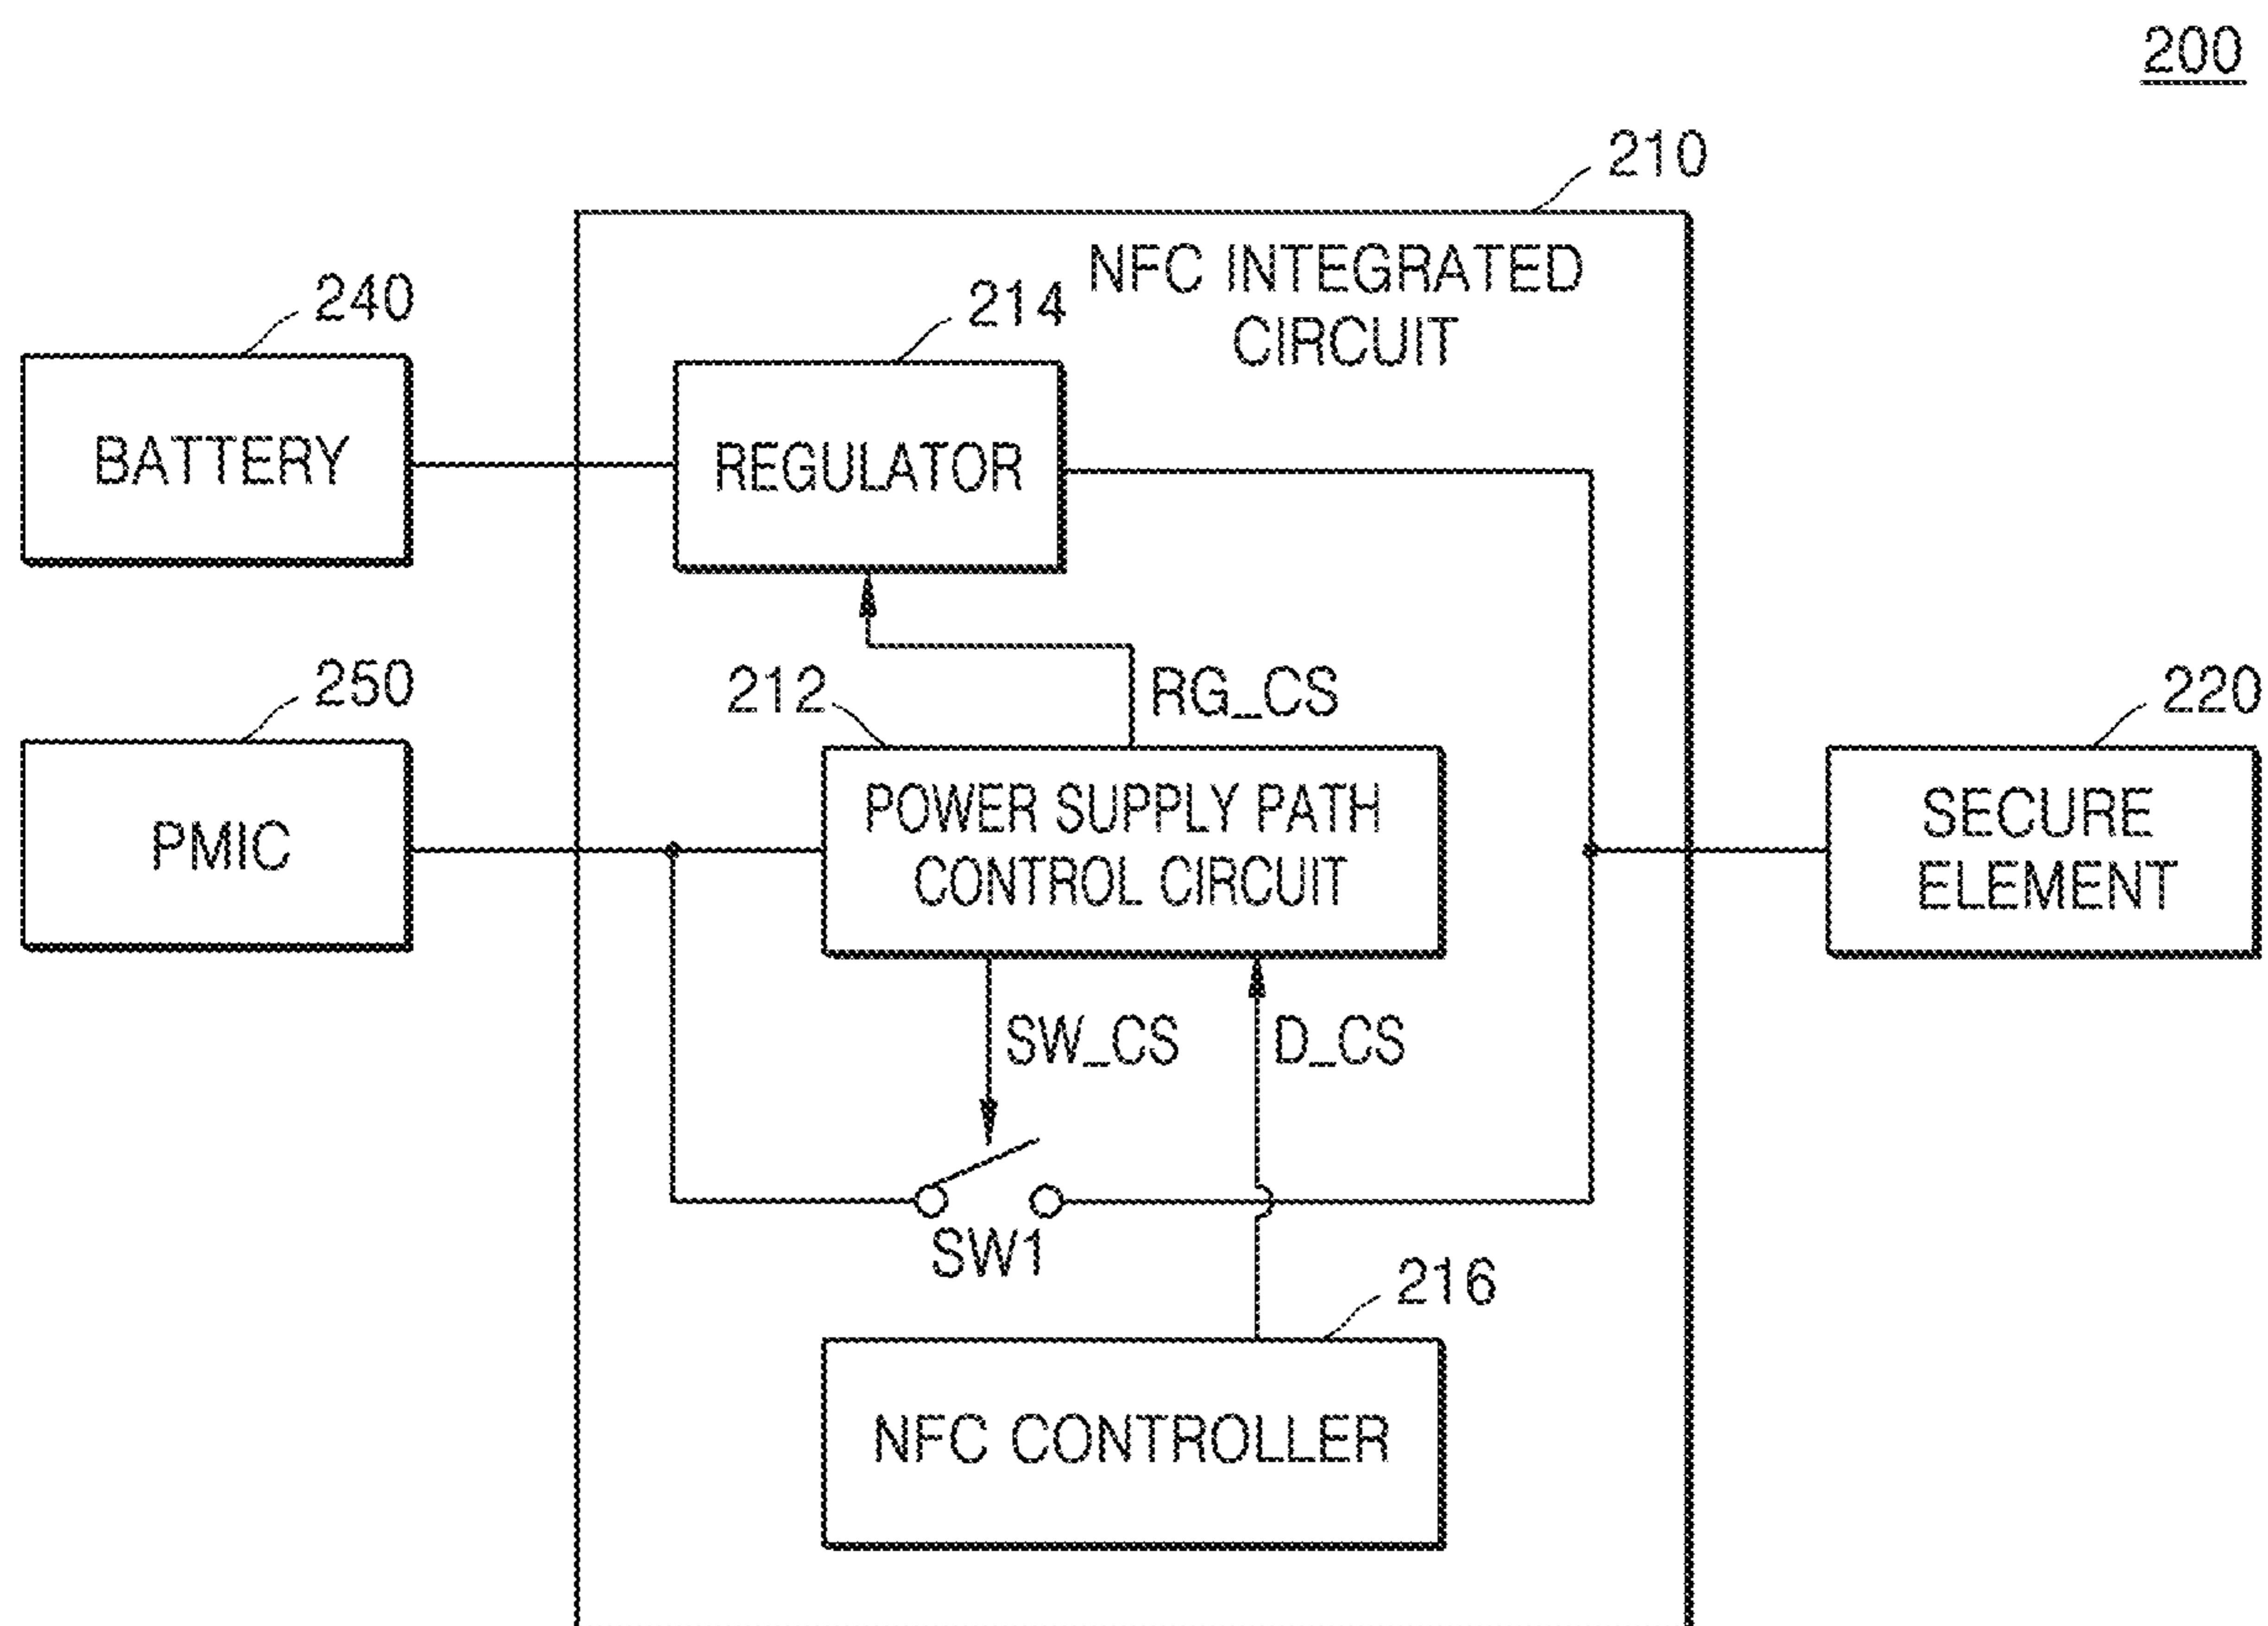 200
210
NFC INTEGRATED
CIRCUIT
240
214
BATTERY
REGULATOR
250
212
RG_CS
220
PMIC
POWER SUPPLY PATH
CONTROL CIRCUIT
SECURE
ELEMENT
SW_CS
D_CS
SW1
216
NFC CONTROLLER